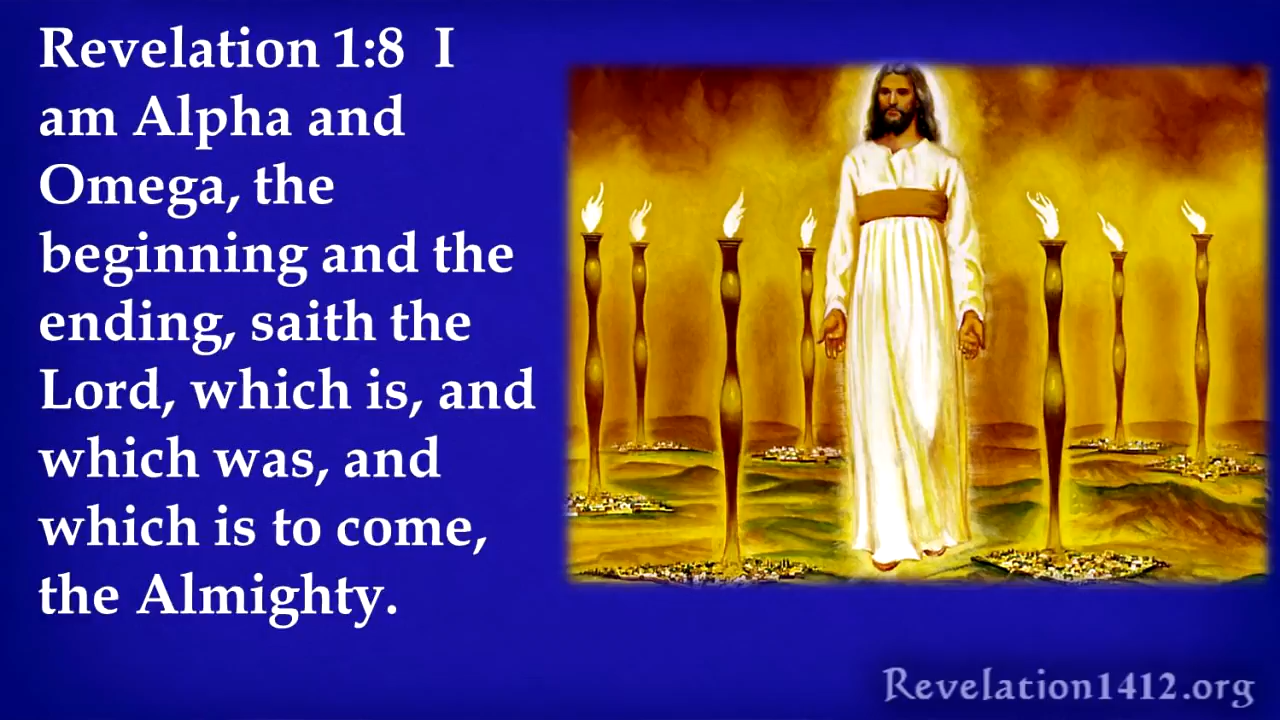 Revelation 1:8  I
am Alpha and
Omega, the
beginning and the
ending, saith the
Lord, which is, and
which was, and
which is to come,
the Almighty.
Revelation1412.org